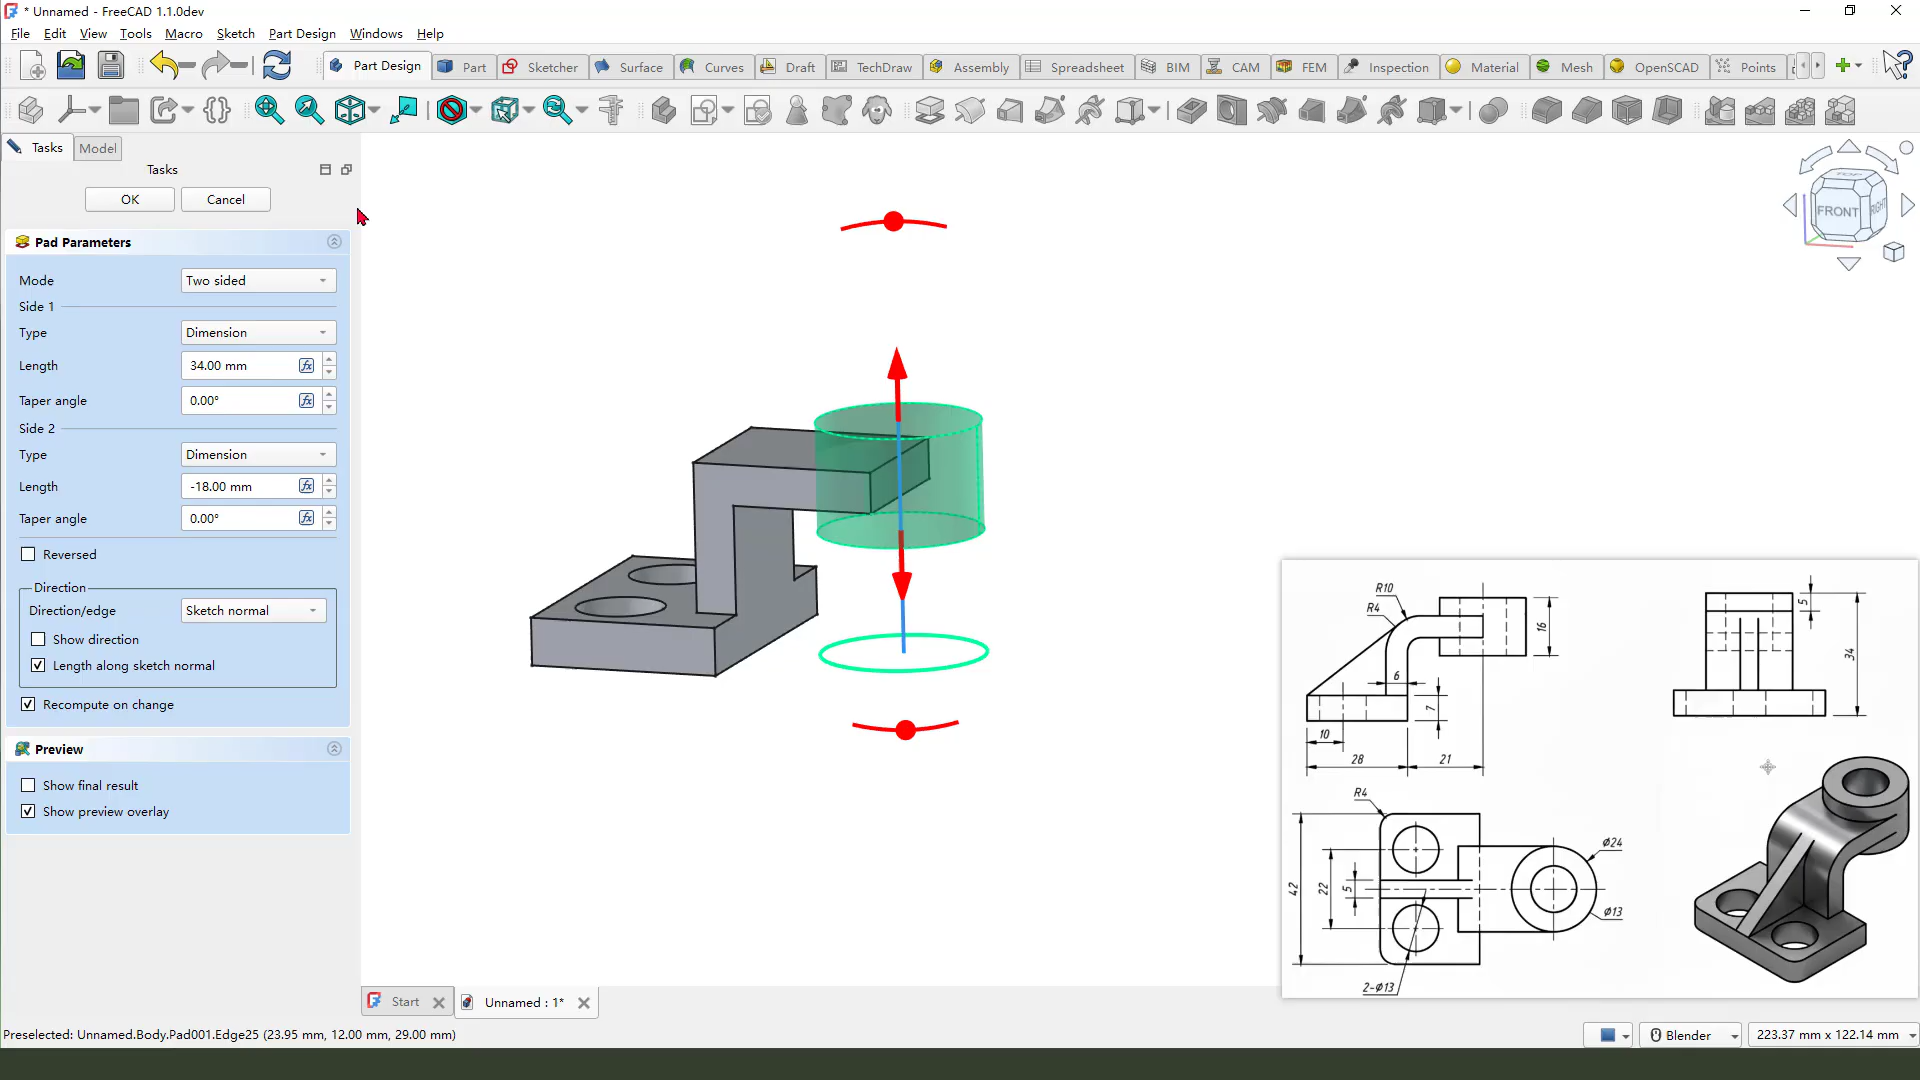 * Unnamed - FreeCAD 1.1.0dev
File Edit View Tools Macro Sketch Part Design Windows Help
Part Design Part Sketcher Surface Curves Draft TechDraw Assembly Spreadsheet BIM CAM FEM Inspection Material Mesh OpenSCAD Points
Tasks Model
Tasks
OK Cancel
Pad Parameters
Mode Two sided
Side 1
Type Dimension
Length 34.00 mm
Taper angle 0.00°
Side 2
Type Dimension
Length -18.00 mm
Taper angle 0.00°
Reversed
Direction
Direction/edge Sketch normal
Show direction
Length along sketch normal
Recompute on change
Preview
Show final result
Show preview overlay
TOP
FRONT
RIGHT
R10
R4
16
6
7
10
28
21
5
34
R4
42
22
5
Ø24
Ø13
2-Ø13
Start Unnamed : 1*
Preselected: Unnamed.Body.Pad001.Edge25 (23.95 mm, 12.00 mm, 29.00 mm)
Blender 223.37 mm x 122.14 mm